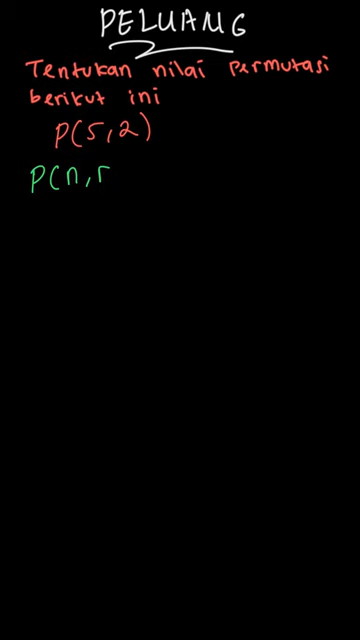 PELUANG
Tentukan nilai permutasi
berikut ini
P(5,2)
P(n,r